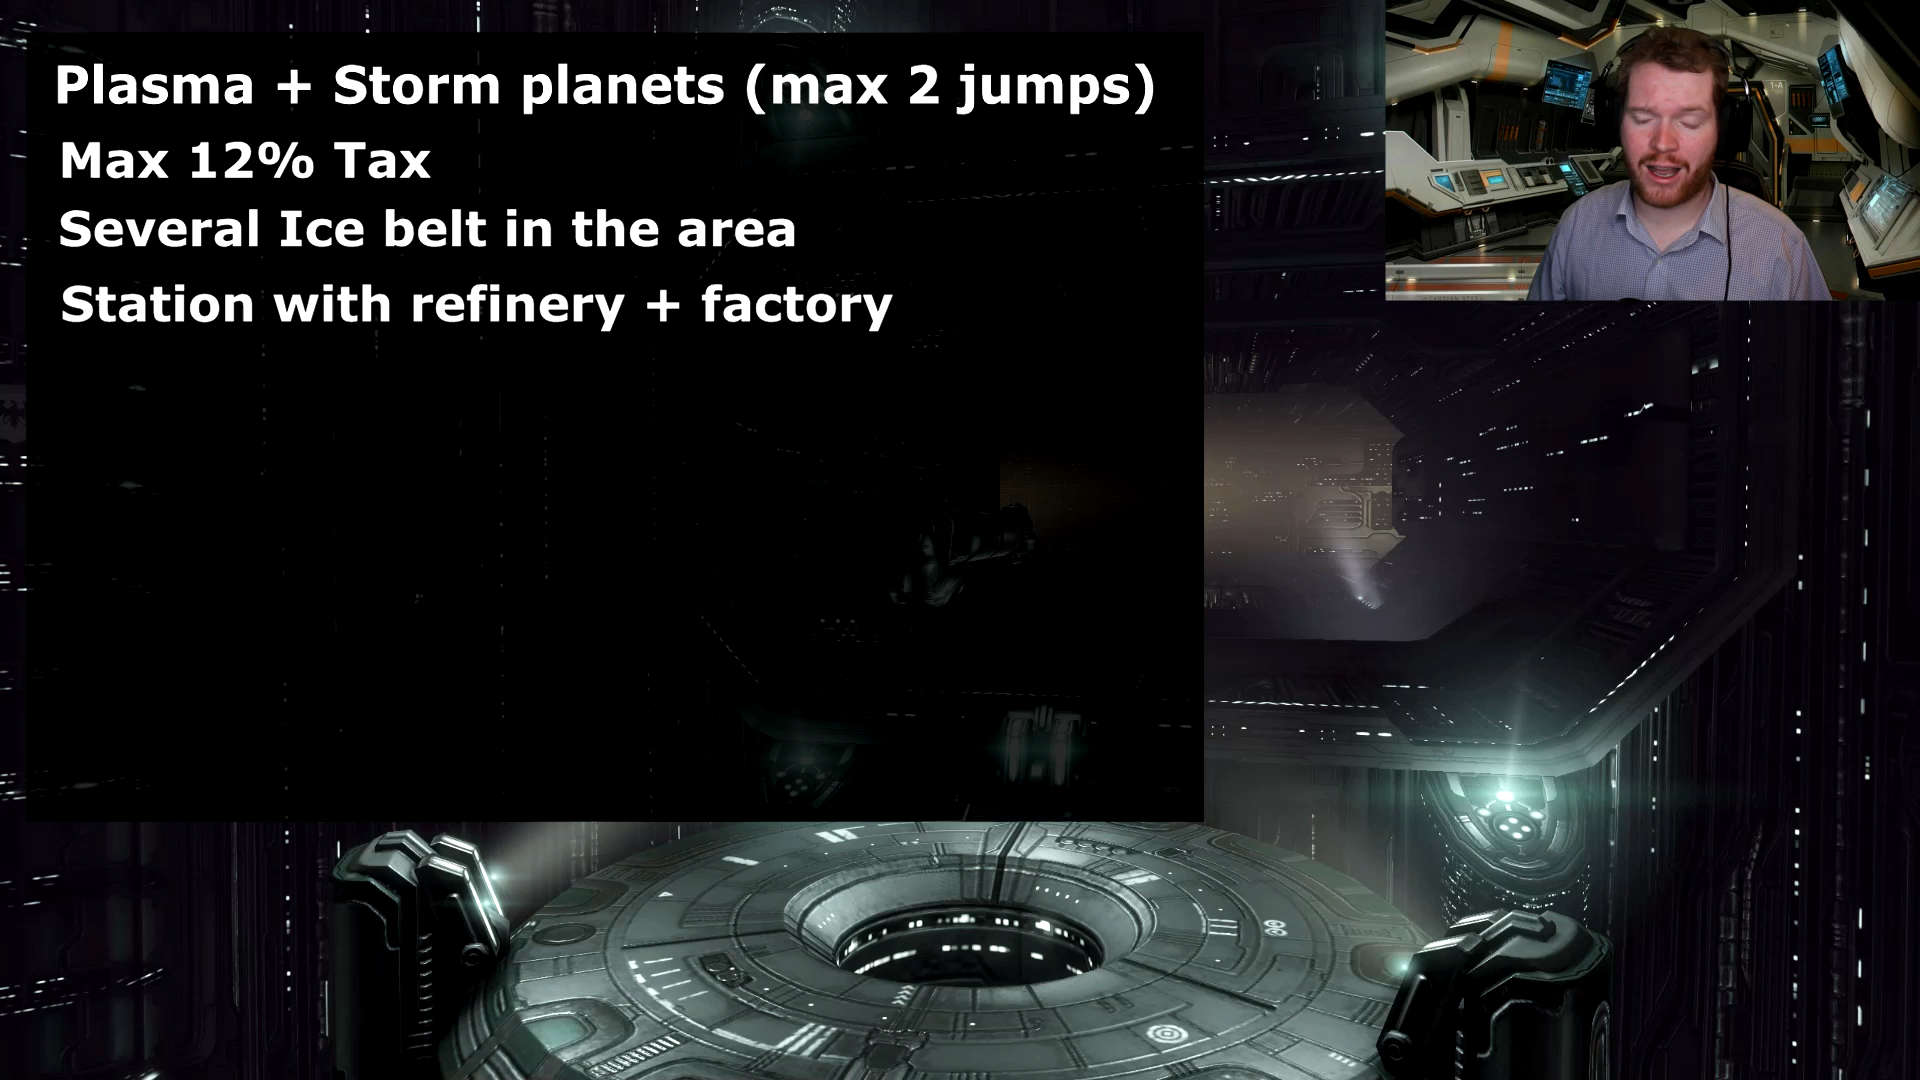 Plasma + Storm planets (max 2 jumps)
Max 12% Tax
Several Ice belt in the area
Station with refinery + factory